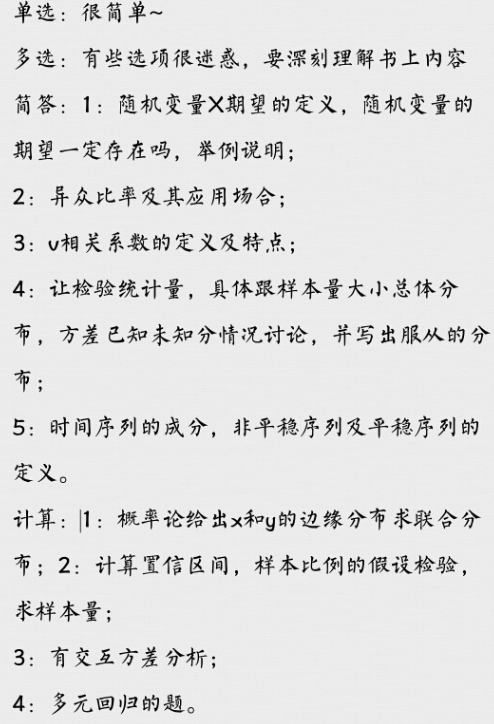 单选：很简单~
多选：有些选项很迷惑，要深刻理解书上内容
简答：1：随机变量X期望的定义，随机变量的
期望一定存在吗，举例说明；
2：异众比率及其应用场合；
3：v相关系数的定义及特点；
4：让检验统计量，具体跟样本量大小总体分
布，方差已知未知分情况讨论，并写出服从的分
布；
5：时间序列的成分，非平稳序列及平稳序列的
定义。
计算：|1：概率论给出x和y的边缘分布求联合分
布；2：计算置信区间，样本比例的假设检验，
求样本量；
3：有交互方差分析；
4：多元回归的题。